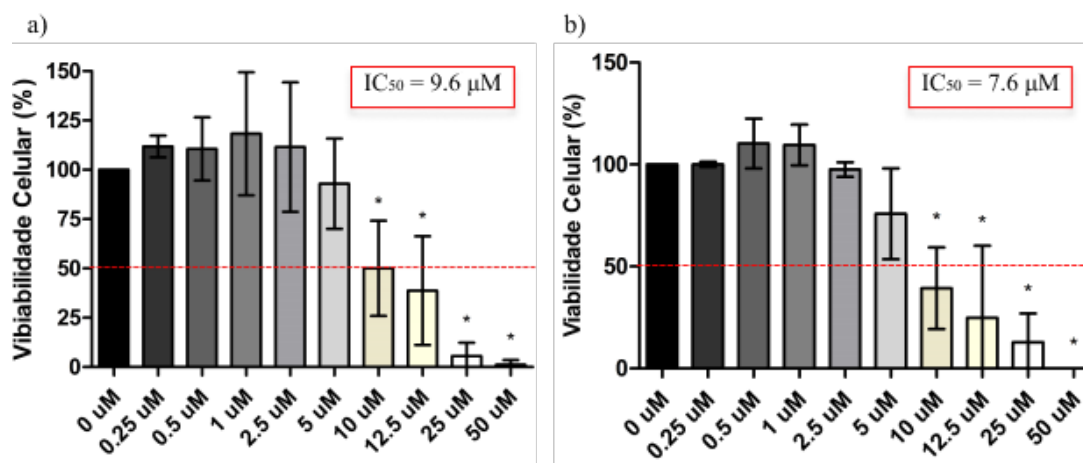 a)
Vibiabilidade Celular (%)
150
125
100
75
50
25
0
IC₅₀ = 9.6 µM
*
*
*
*
0 uM
0.25 uM
0.5 uM
1 uM
2.5 uM
5 uM
10 uM
12.5 uM
25 uM
50 uM
b)
Viabilidade Celular (%)
150
100
50
0
IC₅₀ = 7.6 µM
*
*
*
*
0 uM
0.25 uM
0.5 uM
1 uM
2.5 uM
5 uM
10 uM
12.5 uM
25 uM
50 uM